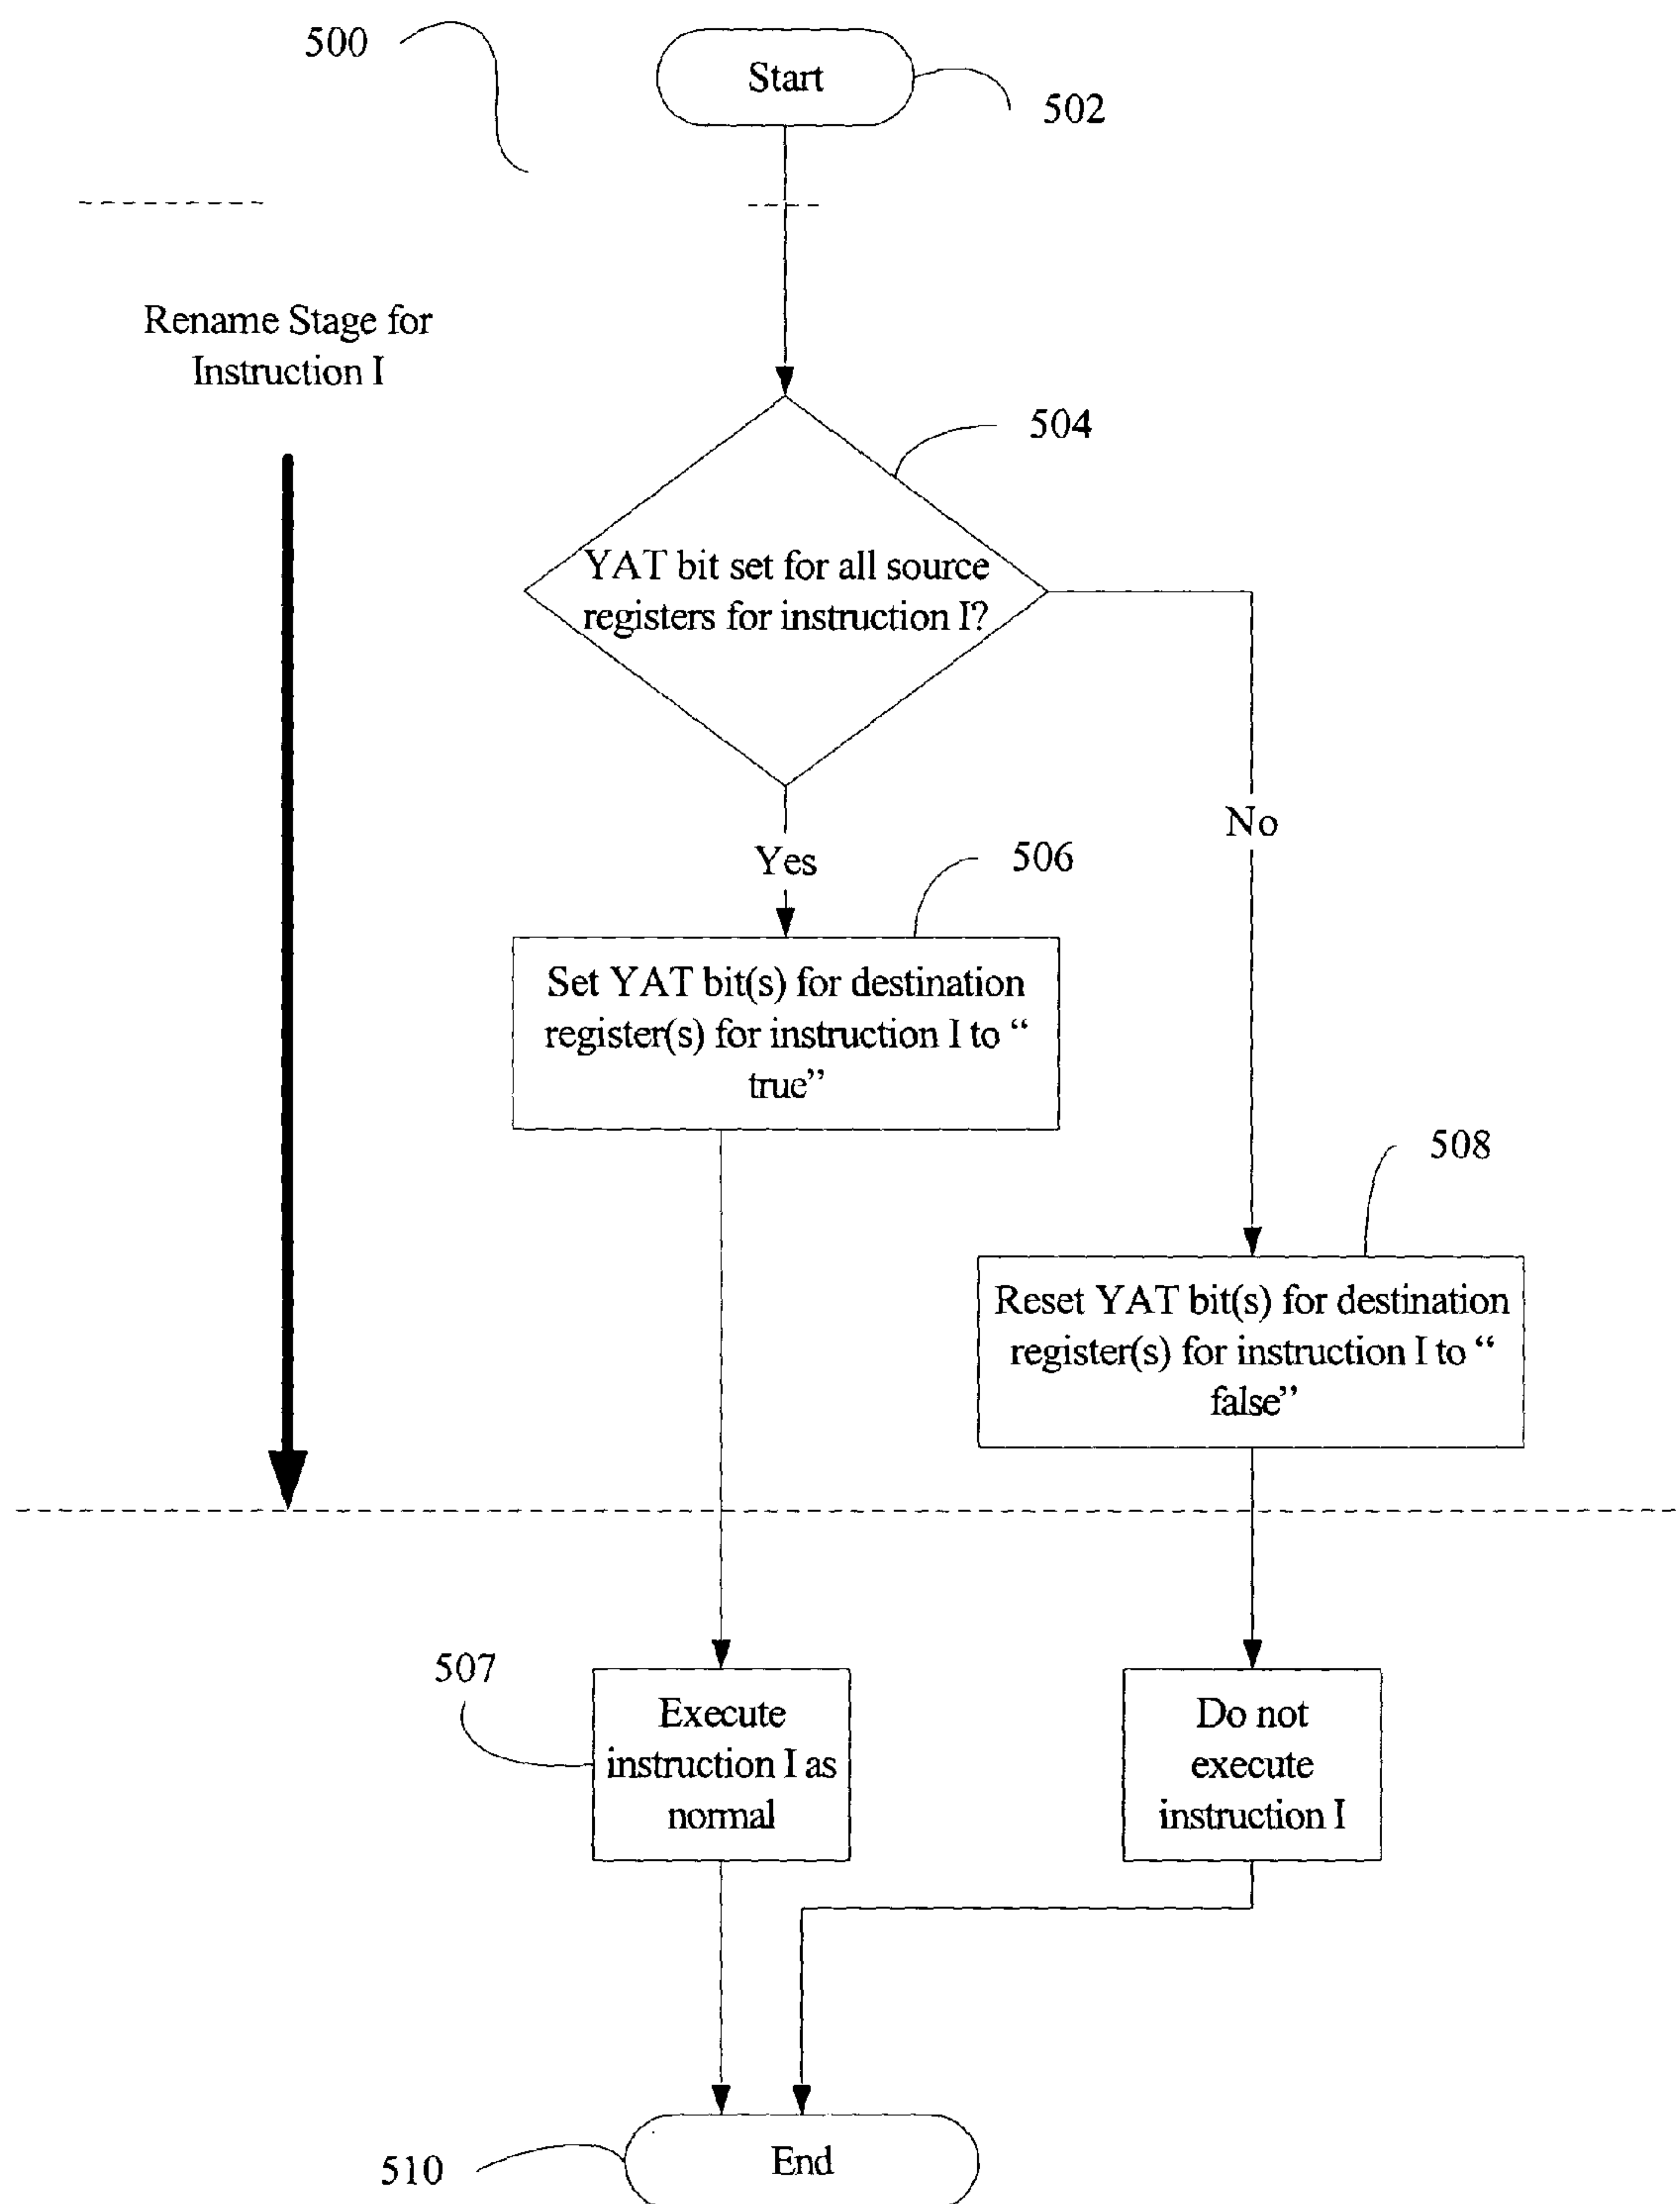 500
Start
502
Rename Stage for
Instruction I
504
YAT bit set for all source
registers for instruction I?
No
Yes
506
Set YAT bit(s) for destination
register(s) for instruction I to “
true”
508
Reset YAT bit(s) for destination
register(s) for instruction I to “
false”
507
Execute
instruction I as
normal
Do not
execute
instruction I
510
End